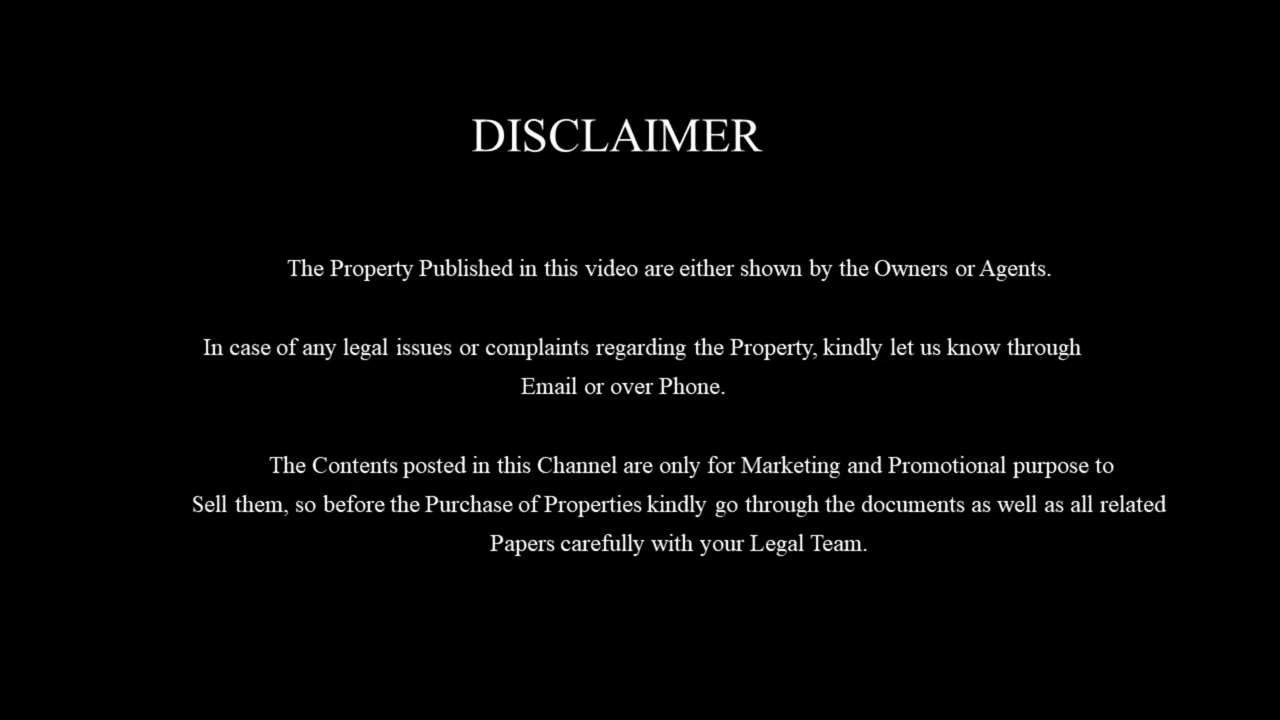 DISCLAIMER
The Property Published in this video are either shown by the Owners or Agents.
In case of any legal issues or complaints regarding the Property, kindly let us know through
Email or over Phone.
The Contents posted in this Channel are only for Marketing and Promotional purpose to
Sell them, so before the Purchase of Properties kindly go through the documents as well as all related
Papers carefully with your Legal Team.